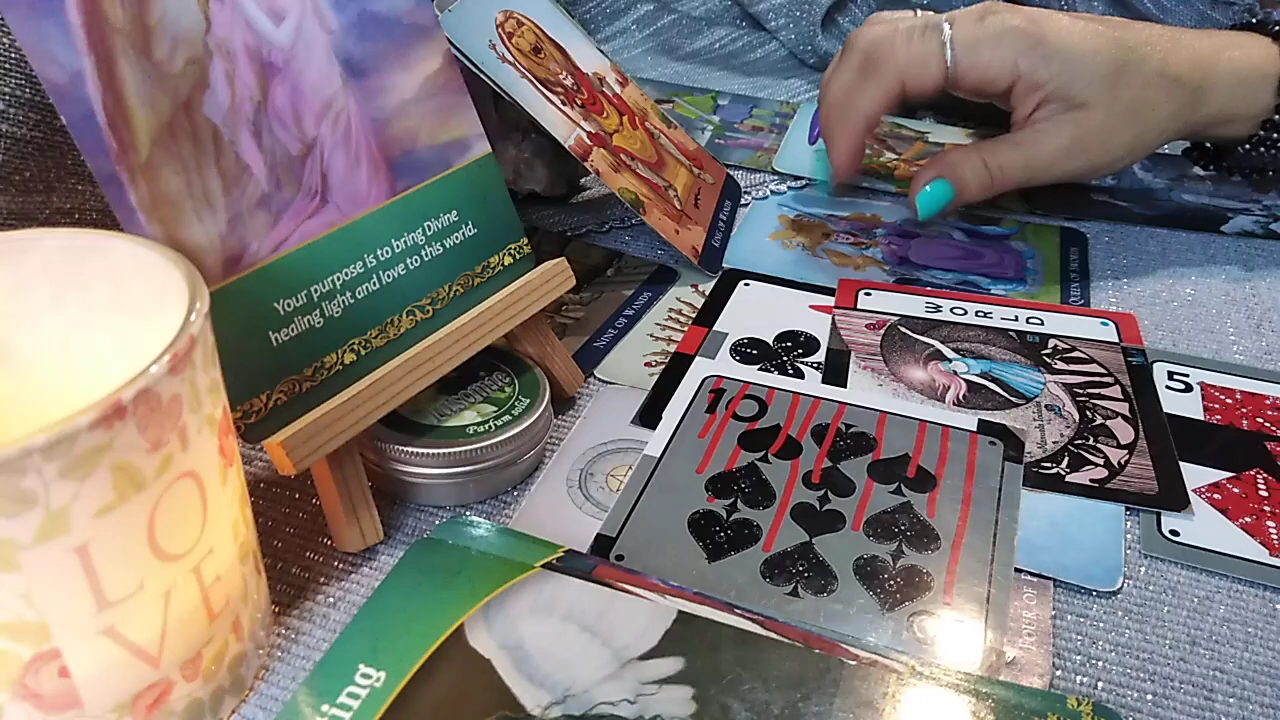 Your purpose is to bring Divine
healing light and love to this world.
KING OF WANDS
QUEEN OF SWORDS
NINE OF WANDS
WORLD
5
10
Parfum solid
FOUR OF
LO
VE
ing